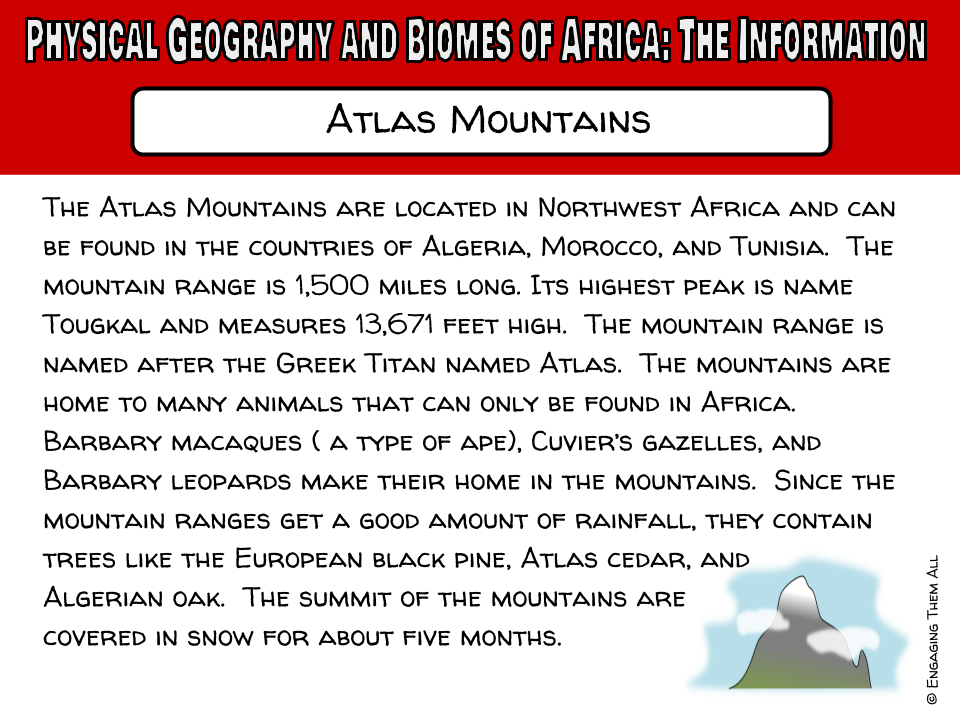 Physical Geography and Biomes of Africa: The Information
Atlas Mountains
The Atlas Mountains are located in Northwest Africa and can
be found in the countries of Algeria, Morocco, and Tunisia. The
mountain range is 1,500 miles long. Its highest peak is name
Tougkal and measures 13,671 feet high. The mountain range is
named after the Greek Titan named Atlas. The mountains are
home to many animals that can only be found in Africa.
Barbary macaques ( a type of ape), Cuvier's gazelles, and
Barbary leopards make their home in the mountains. Since the
mountain ranges get a good amount of rainfall, they contain
trees like the European black pine, Atlas cedar, and
Algerian oak. The summit of the mountains are
covered in snow for about five months.
© Engaging Them All